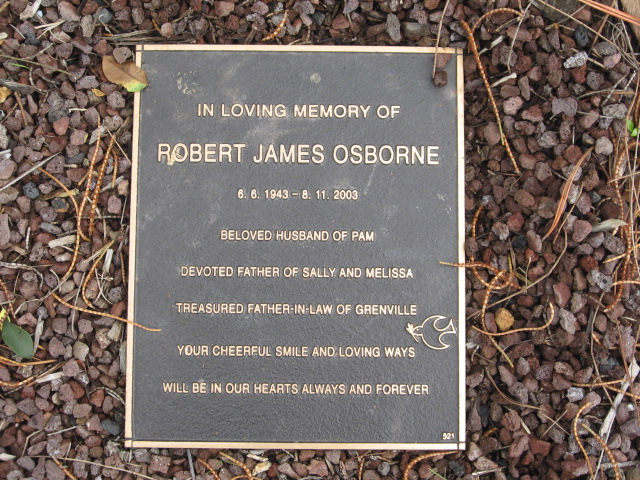 IN LOVING MEMORY OF
ROBERT JAMES OSBORNE
6. 6. 1943 - 8. 11. 2003
BELOVED HUSBAND OF PAM
DEVOTED FATHER OF SALLY AND MELISSA
TREASURED FATHER-IN-LAW OF GRENVILLE
YOUR CHEERFUL SMILE AND LOVING WAYS
WILL BE IN OUR HEARTS ALWAYS AND FOREVER
521